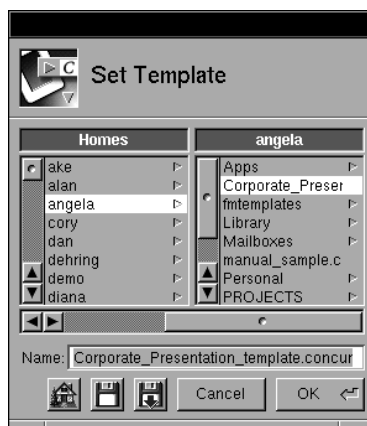 C
Set Template
Homes
angela
ake
alan
angela
cory
dan
dehring
demo
diana
Apps
Corporate_Preser
fmtemplates
Library
Mailboxes
manual_sample.c
Personal
PROJECTS
Name: Corporate_Presentation_template.concur
Cancel
OK